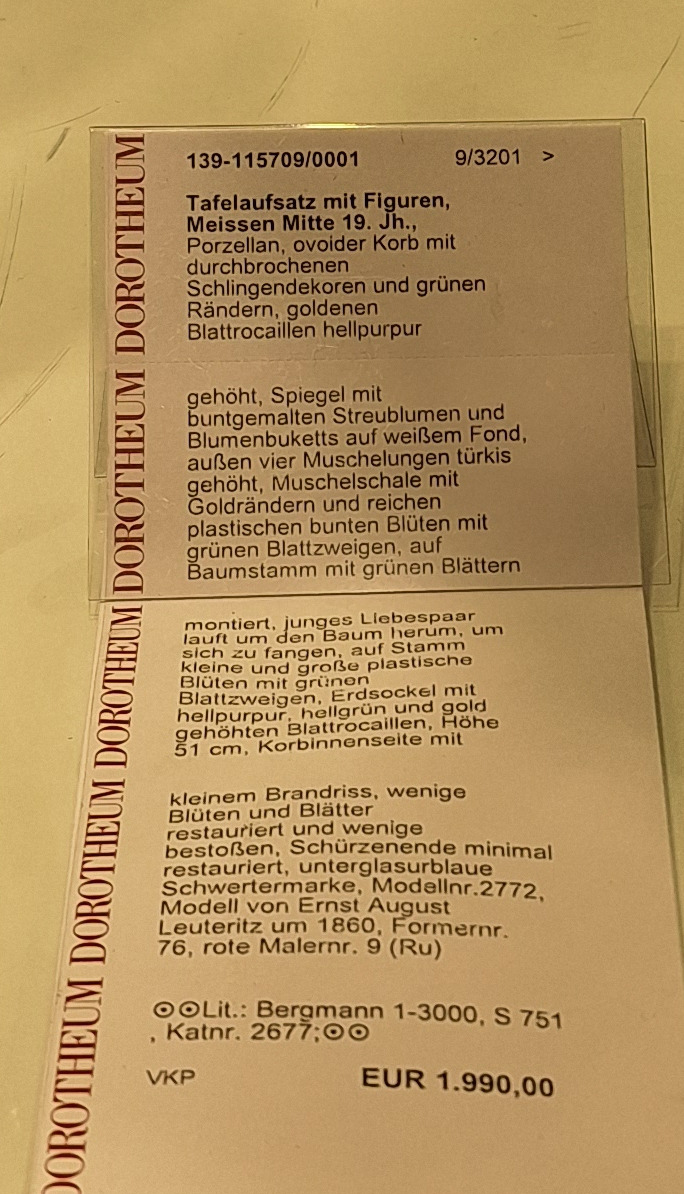 DOROTHEUM DOROTHEUM DOROTHEUM DOROTHEUM DOROTHEUM DOROTHEUM
139-115709/0001 9/3201 >
Tafelaufsatz mit Figuren,
Meissen Mitte 19. Jh.,
Porzellan, ovoider Korb mit
durchbrochenen
Schlingendekoren und grünen
Rändern, goldenen
Blattrocaillen hellpurpur
gehöht, Spiegel mit
buntgemalten Streublumen und
Blumenbuketts auf weißem Fond,
außen vier Muschelungen türkis
gehöht, Muschelschale mit
Goldrändern und reichen
plastischen bunten Blüten mit
grünen Blattzweigen, auf
Baumstamm mit grünen Blättern
montiert, junges Liebespaar
lauft um den Baum herum, um
sich zu fangen, auf Stamm
kleine und große plastische
Blüten mit grünen
Blattzweigen, Erdsockel mit
hellpurpur, hellgrün und gold
gehöhten Blattrocaillen, Höhe
51 cm, Korbinnenseite mit
kleinem Brandriss, wenige
Blüten und Blätter
restauriert und wenige
bestoßen, Schürzenende minimal
restauriert, unterglasurblaue
Schwertermarke, Modellnr.2772,
Modell von Ernst August
Leuteritz um 1860, Formernr.
76, rote Malernr. 9 (Ru)
⊙⊙Lit.: Bergmann 1-3000, S 751
, Katnr. 2677;⊙⊙
VKP EUR 1.990,00